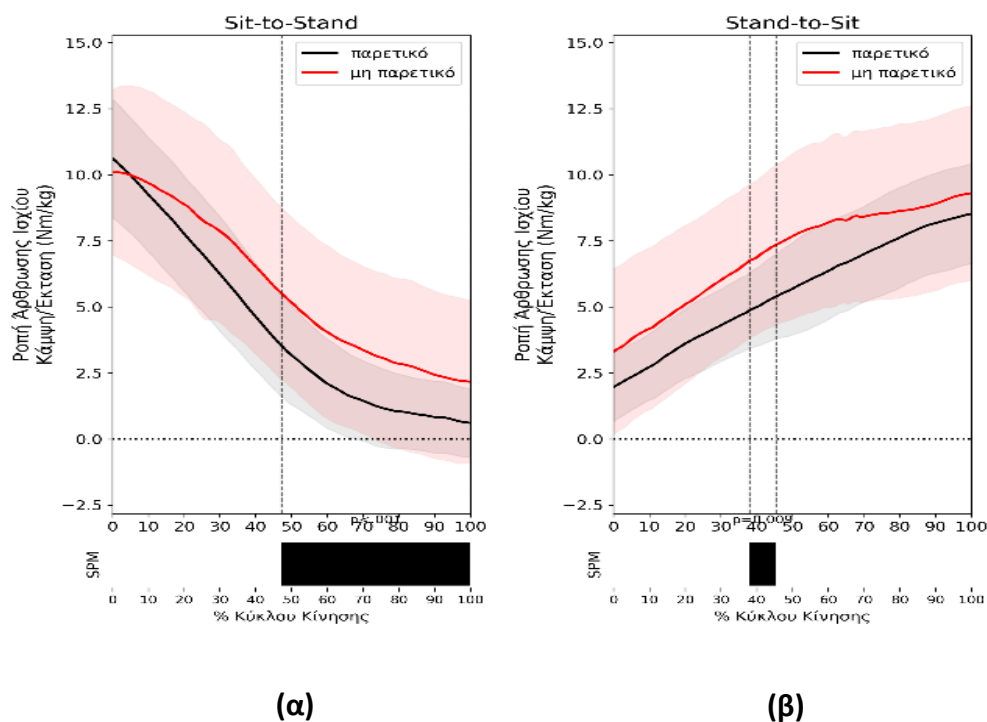 Sit-to-Stand
15.0
12.5
10.0
7.5
5.0
2.5
0.0
−2.5
Ροπή Άρθρωσης Ισχίου
Κάμψη/Έκταση (Nm/kg)
παρετικό
μη παρετικό
0 10 20 30 40 50 60 70 80 90 100
SPM
0 10 20 30 40 50 60 70 80 90 100
% Κύκλου Κίνησης
(α)
Stand-to-Sit
15.0
12.5
10.0
7.5
5.0
2.5
0.0
−2.5
Ροπή Άρθρωσης Ισχίου
Κάμψη/Έκταση (Nm/kg)
παρετικό
μη παρετικό
p=0.009
0 10 20 30 40 50 60 70 80 90 100
SPM
0 10 20 30 40 50 60 70 80 90 100
% Κύκλου Κίνησης
(β)